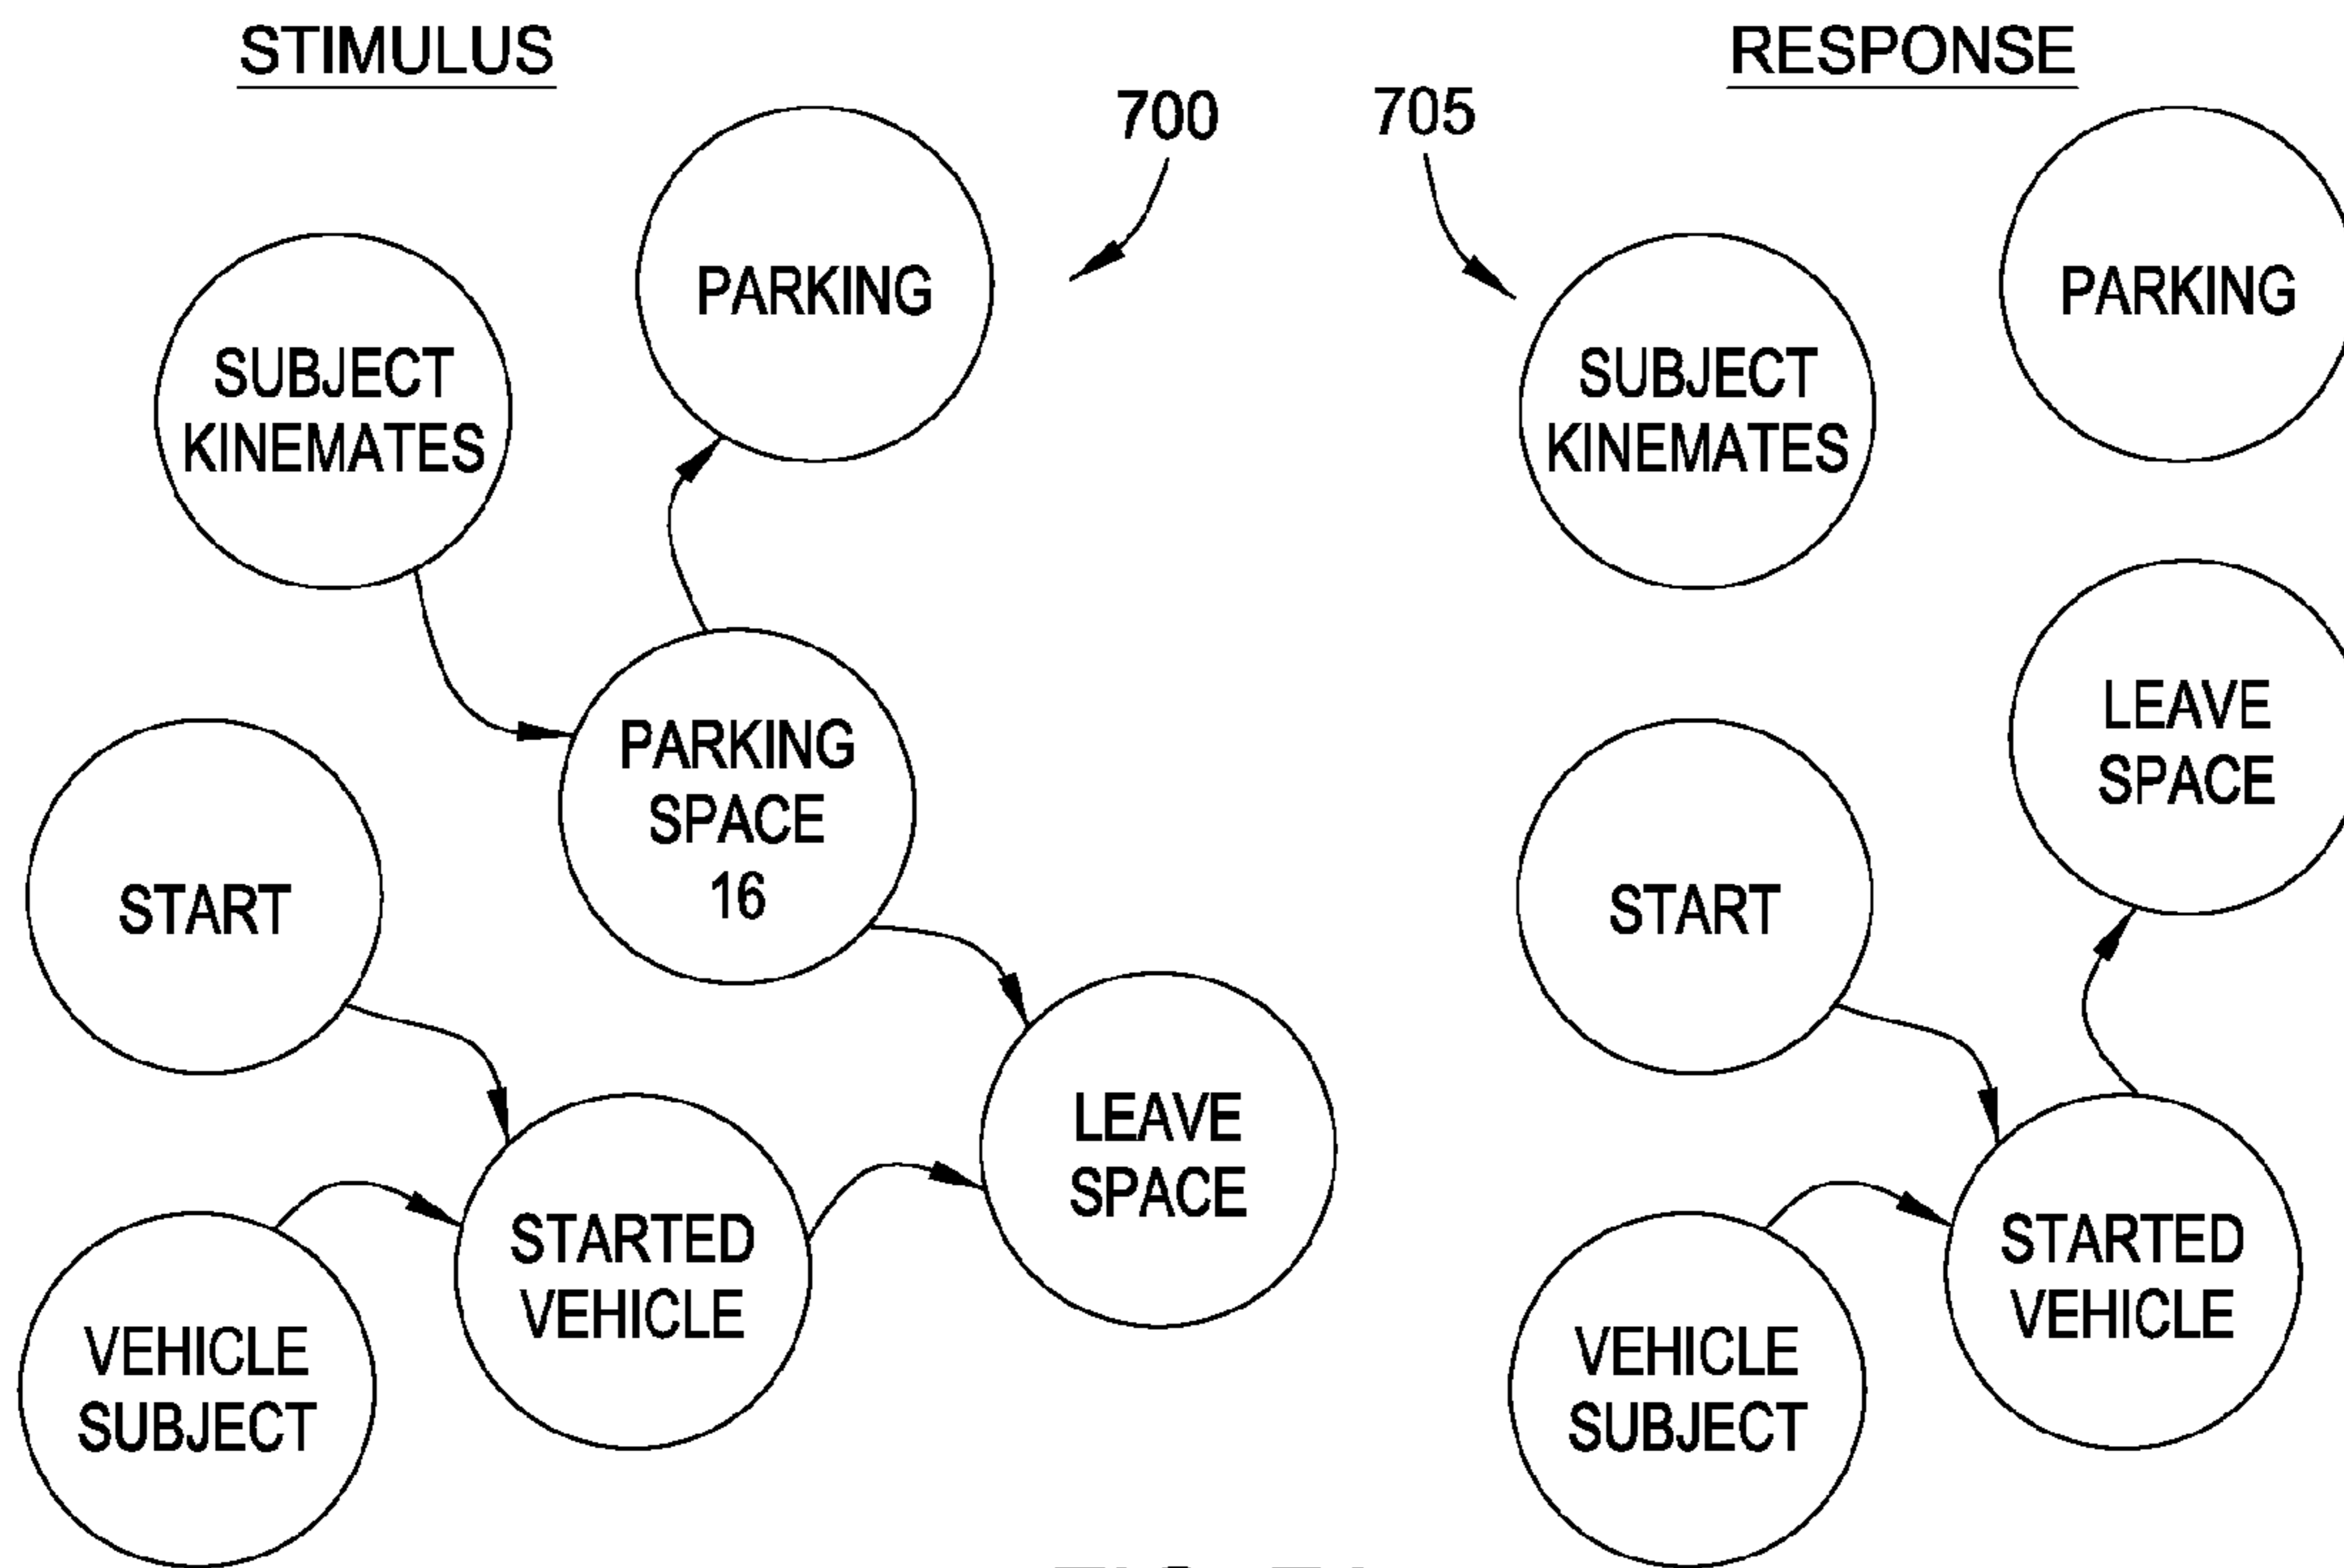 STIMULUS
RESPONSE
700
705
PARKING
SUBJECT
KINEMATES
PARKING
SPACE
16
START
STARTED
VEHICLE
VEHICLE
SUBJECT
LEAVE
SPACE
PARKING
SUBJECT
KINEMATES
LEAVE
SPACE
START
STARTED
VEHICLE
VEHICLE
SUBJECT